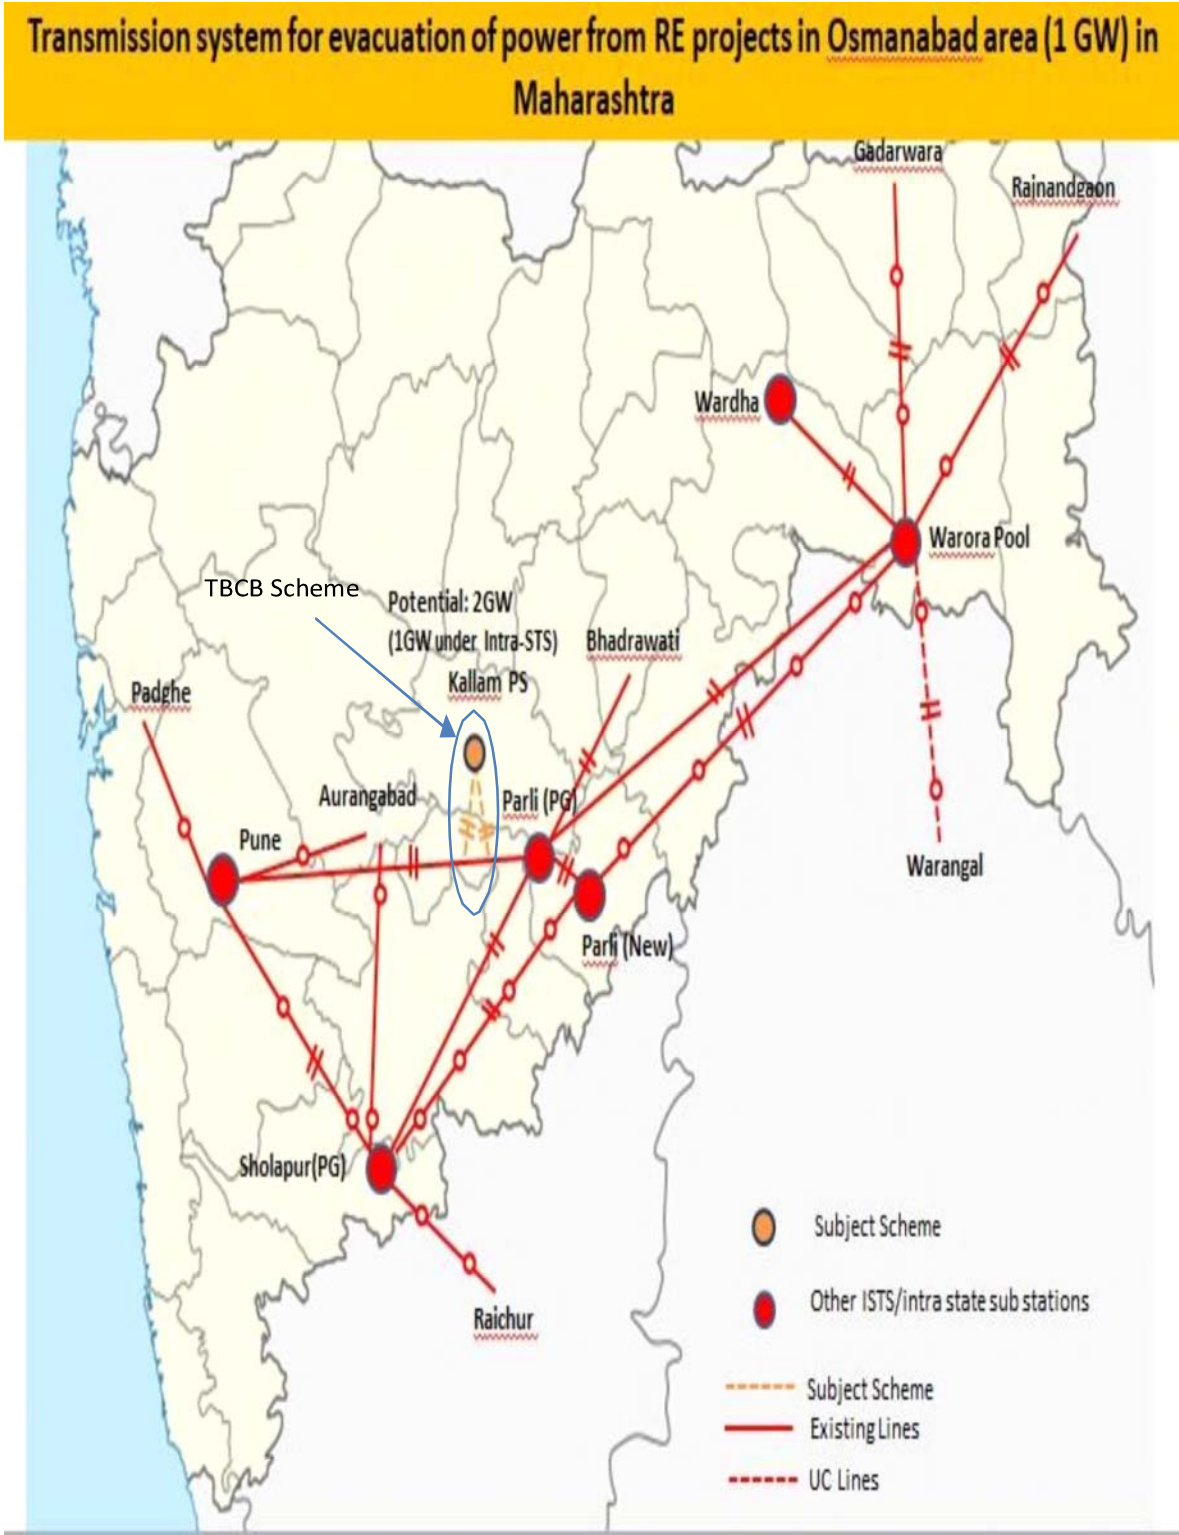 Transmission system for evacuation of power from RE projects in Osmanabad area (1 GW) in
Maharashtra
Gadarwara
Rajnandgaon
Wardha
Warora Pool
TBCB Scheme
Potential: 2GW
(1GW under Intra-STS)
Kallam PS
Bhadrawati
Padghe
Aurangabad
Parli (PG)
Pune
Warangal
Parli (New)
Sholapur(PG)
Raichur
Subject Scheme
Other ISTS/intra state sub stations
Subject Scheme
Existing Lines
UC Lines